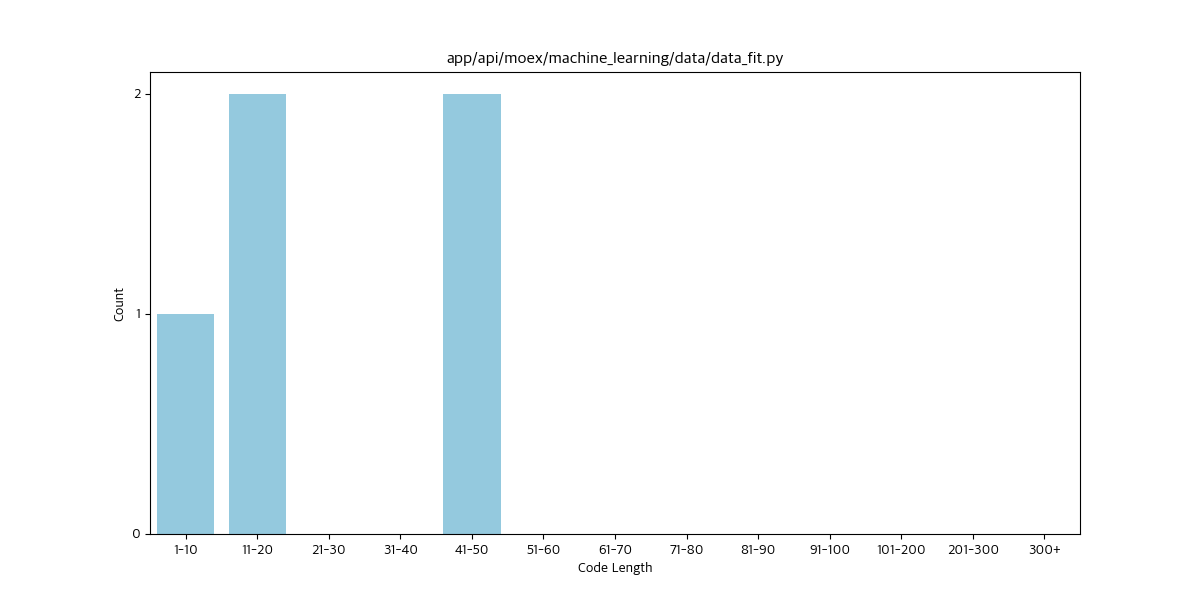 app/api/moex/machine_learning/data/data_fit.py
Count
2
1
0
1-10 11-20 21-30 31-40 41-50 51-60 61-70 71-80 81-90 91-100 101-200 201-300 300+
Code Length